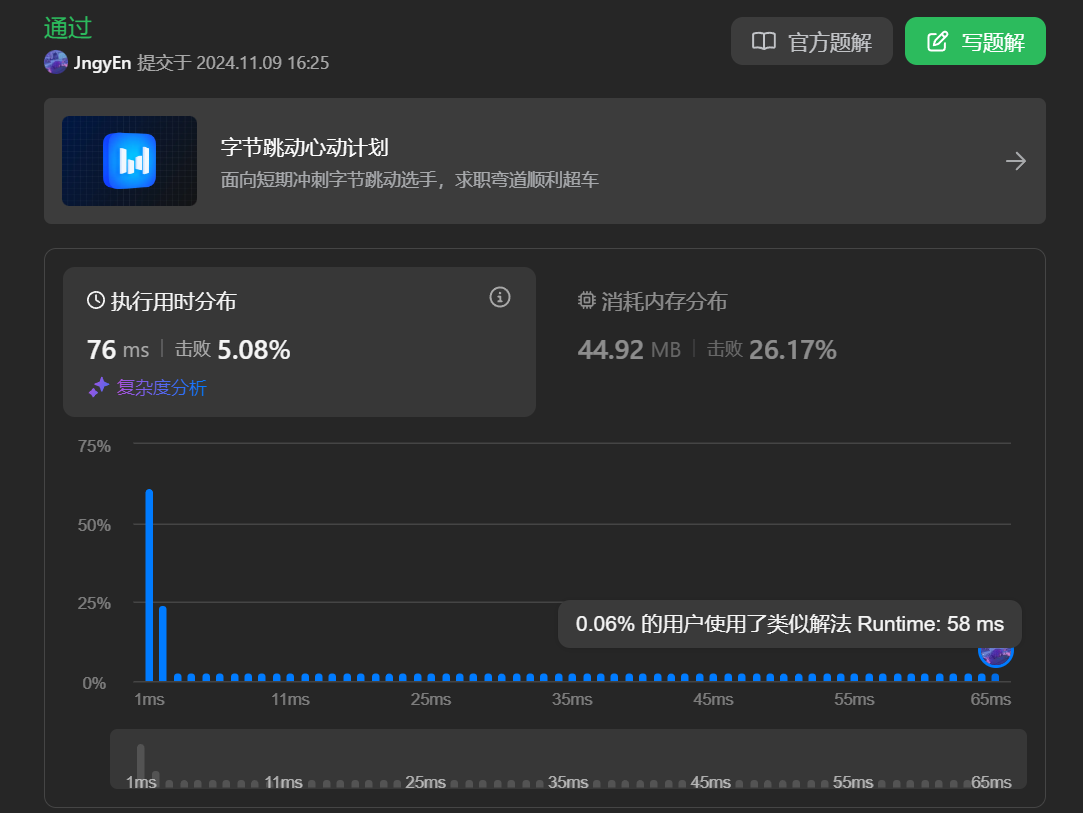 通过
官方题解
写题解
JngyEn 提交于 2024.11.09 16:25
字节跳动心动计划
面向短期冲刺字节跳动选手，求职弯道顺利超车
执行用时分布
76 ms 击败 5.08%
复杂度分析
消耗内存分布
44.92 MB 击败 26.17%
75%
50%
25%
0%
0.06% 的用户使用了类似解法 Runtime: 58 ms
1ms 11ms 25ms 35ms 45ms 55ms 65ms
1ms 11ms 25ms 35ms 45ms 55ms 65ms